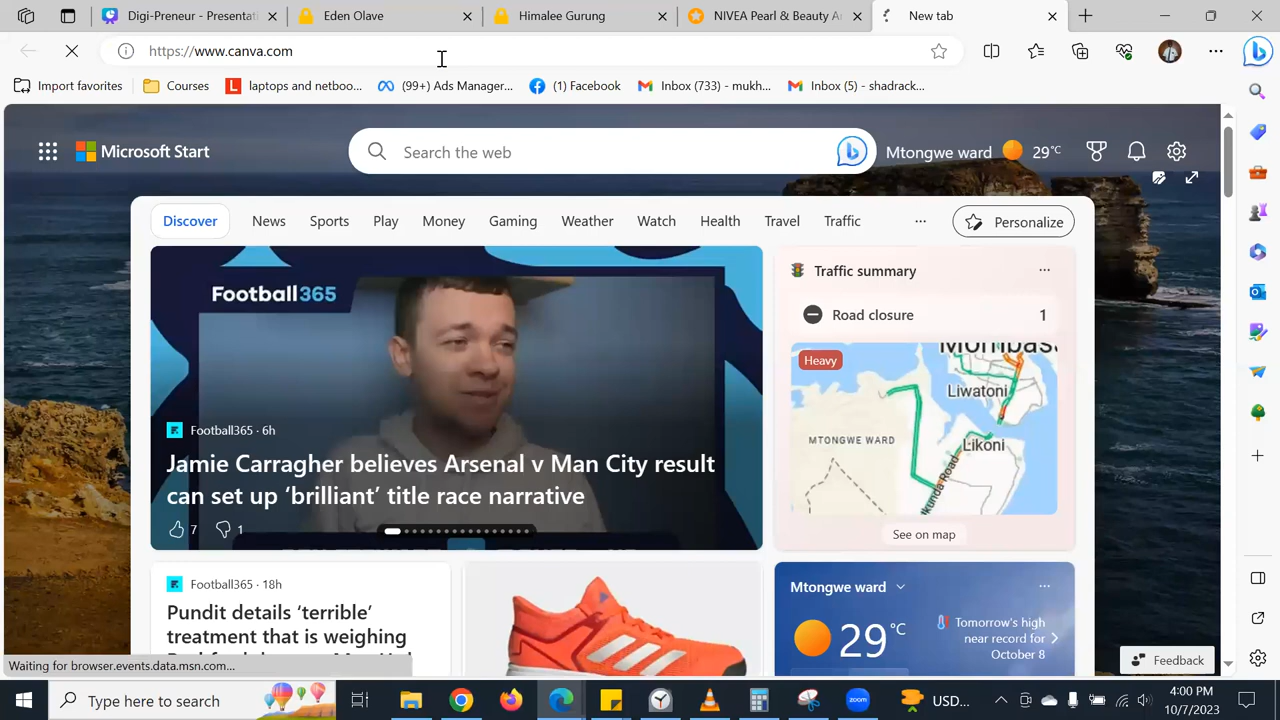 Digi-Preneur - Presentati
Eden Olave
Himalee Gurung
NIVEA Pearl & Beauty A
New tab
https://www.canva.com
Import favorites
Courses
laptops and netboo...
(99+) Ads Manager...
(1) Facebook
Inbox (733) - mukh...
Inbox (5) - shadrack...
Microsoft Start
Search the web
Mtongwe ward
29°C
Discover
News
Sports
Play
Money
Gaming
Weather
Watch
Health
Travel
Traffic
Personalize
Football365
Football365 · 6h
Jamie Carragher believes Arsenal v Man City result
can set up ‘brilliant’ title race narrative
7
1
Traffic summary
Road closure
1
Heavy
Liwatoni
MTONGWE WARD
Likoni
See on map
Football365 · 18h
Pundit details ‘terrible’
treatment that is weighing
Mtongwe ward
29°C
Tomorrow's high
near record for
October 8
Feedback
Waiting for browser.events.data.msn.com...
Type here to search
zoom
USD...
4:00 PM
10/7/2023